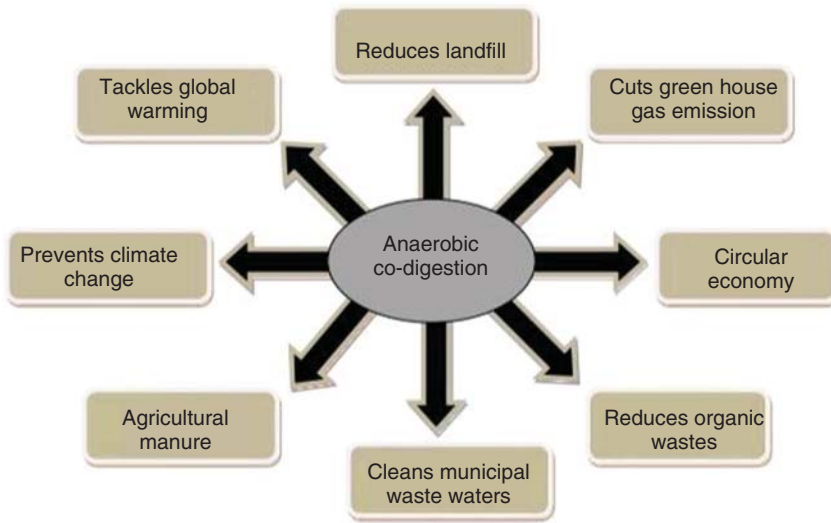 Reduces landfill
Tackles global
warming
Cuts green house
gas emission
Anaerobic
co-digestion
Prevents climate
change
Circular
economy
Agricultural
manure
Reduces organic
wastes
Cleans municipal
waste waters